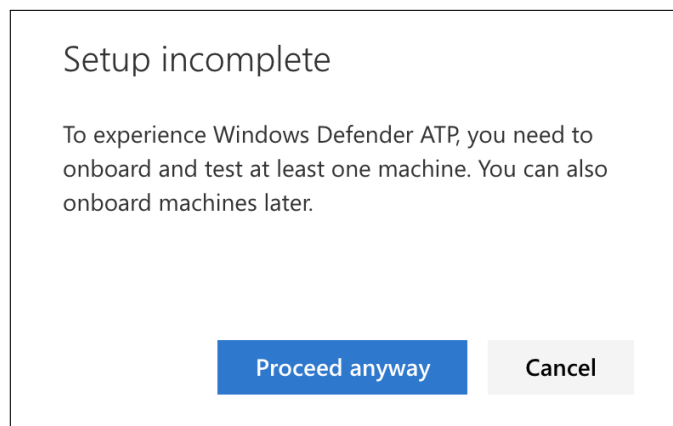 Setup incomplete
To experience Windows Defender ATP, you need to
onboard and test at least one machine. You can also
onboard machines later.
Proceed anyway
Cancel